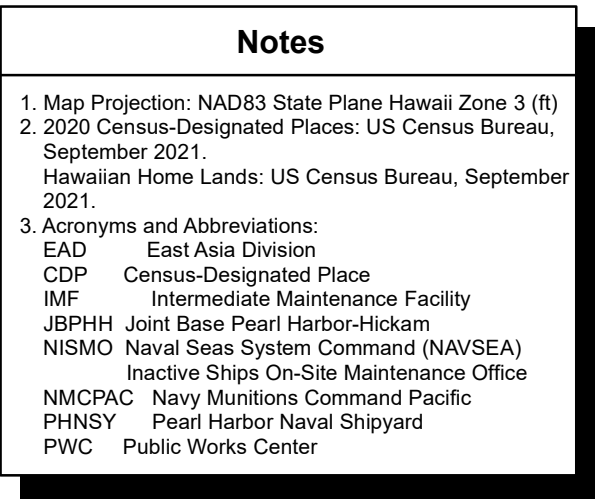 Notes
1. Map Projection: NAD83 State Plane Hawaii Zone 3 (ft)
2. 2020 Census-Designated Places: US Census Bureau,
September 2021.
Hawaiian Home Lands: US Census Bureau, September
2021.
3. Acronyms and Abbreviations:
EAD East Asia Division
CDP Census-Designated Place
IMF Intermediate Maintenance Facility
JBPHH Joint Base Pearl Harbor-Hickam
NISMO Naval Seas System Command (NAVSEA)
Inactive Ships On-Site Maintenance Office
NMCPAC Navy Munitions Command Pacific
PHNSY Pearl Harbor Naval Shipyard
PWC Public Works Center